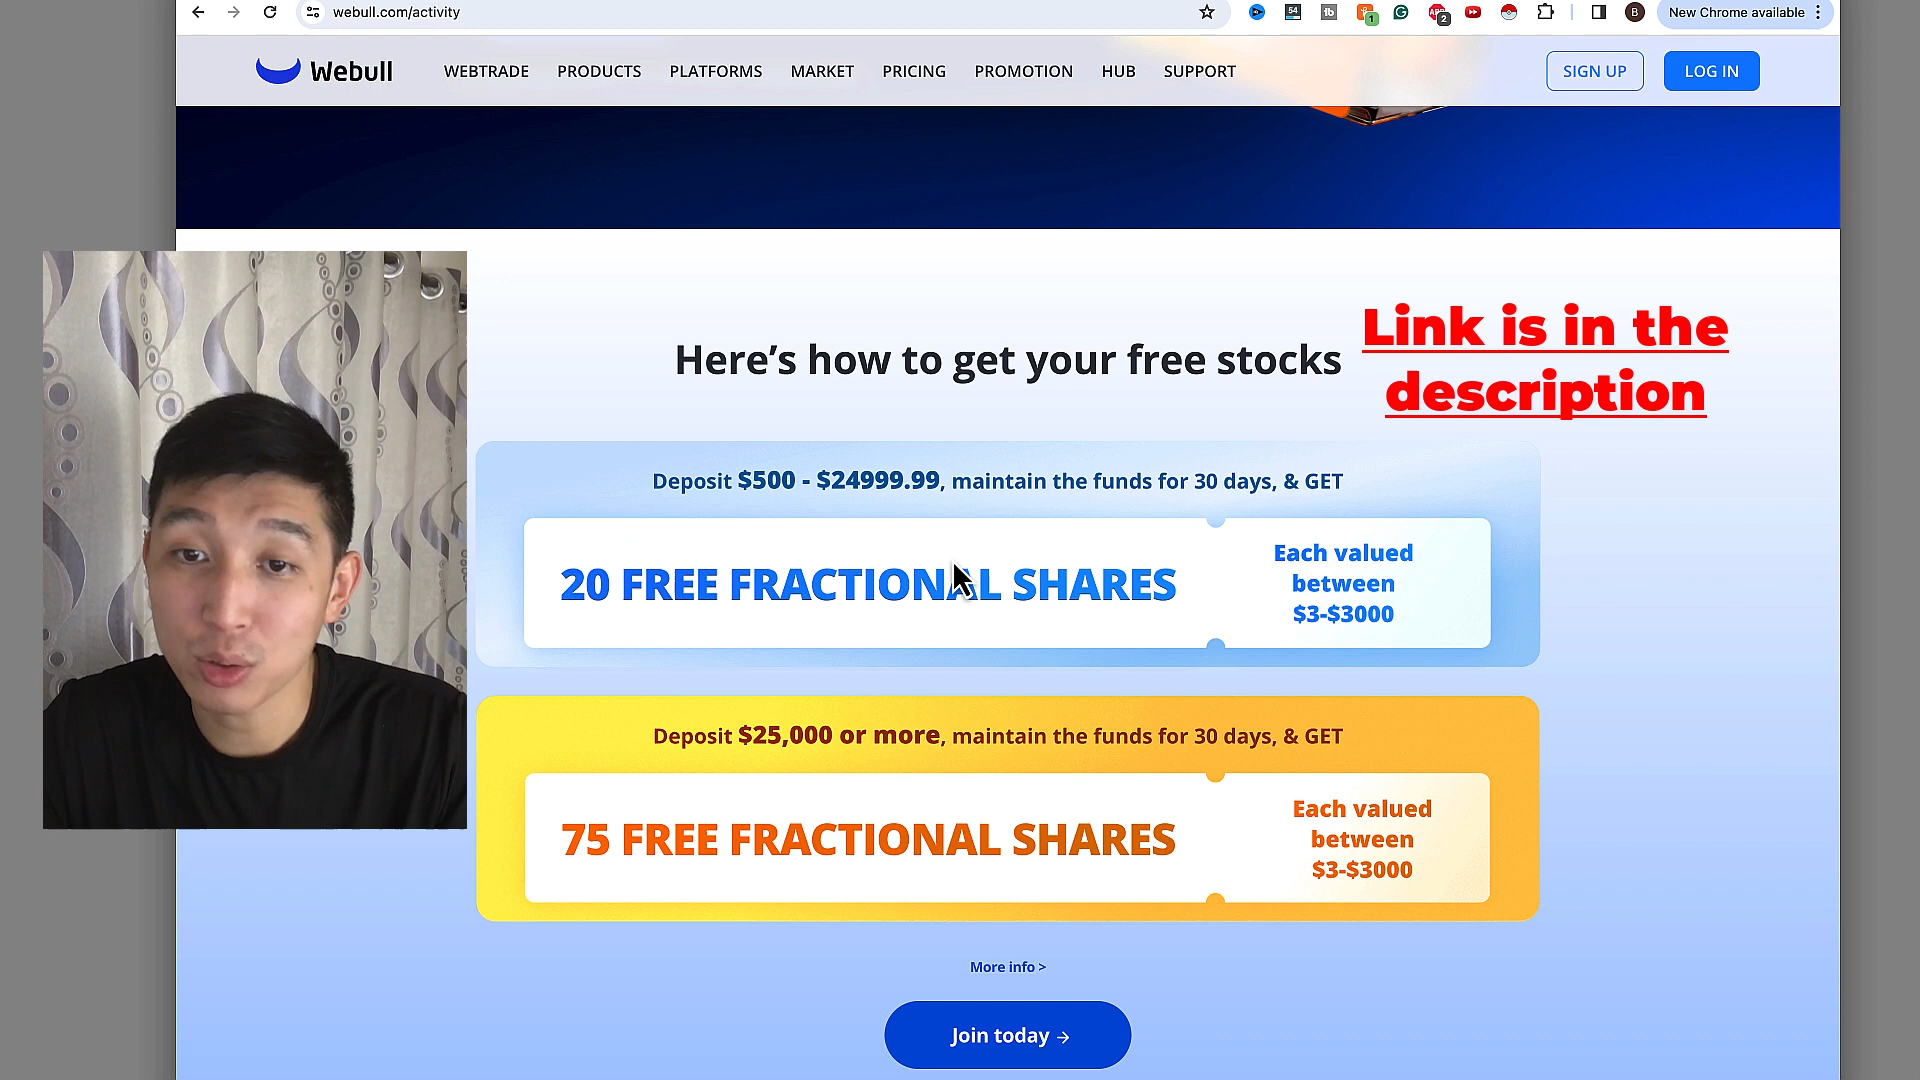 webull.com/activity
54
1
2
B
New Chrome available
Webull
WEBTRADE
PRODUCTS
PLATFORMS
MARKET
PRICING
PROMOTION
HUB
SUPPORT
SIGN UP
LOG IN
Here’s how to get your free stocks
Link is in the
description
Deposit $500 - $24999.99, maintain the funds for 30 days, & GET
20 FREE FRACTIONAL SHARES
Each valued
between
$3-$3000
Deposit $25,000 or more, maintain the funds for 30 days, & GET
75 FREE FRACTIONAL SHARES
Each valued
between
$3-$3000
More info >
Join today →